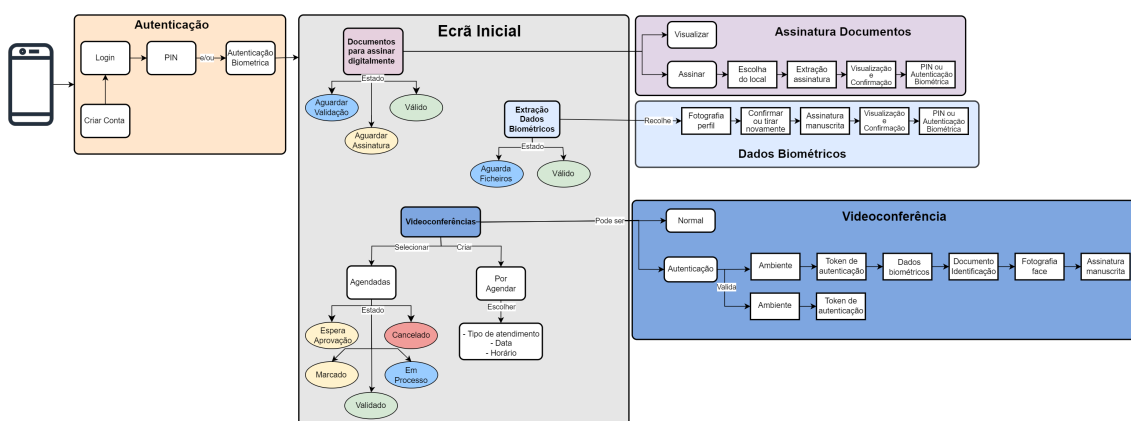 Autenticação
Login
PIN
e/ou
Autenticação
Biometrica
Criar Conta
Ecrã Inicial
Documentos
para assinar
digitalmente
Estado
Aguardar
Validação
Válido
Aguardar
Assinatura
Extração
Dados
Biométricos
Estado
Aguarda
Ficheiros
Válido
Videoconferências
Selecionar
Criar
Agendadas
Por
Agendar
Estado
Escolher
Espera
Aprovação
Cancelado
- Tipo de atendimento
- Data
- Horário
Marcado
Em
Processo
Validado
Assinatura Documentos
Visualizar
Assinar
Escolha
do local
Extração
assinatura
Visualização
e
Confirmação
PIN ou
Autenticação
Biométrica
Recolhe
Fotografia
perfil
Confirmar
ou tirar
novamente
Assinatura
manuscrita
Visualização
e
Confirmação
PIN ou
Autenticação
Biométrica
Dados Biométricos
Videoconferência
Pode ser
Normal
Autenticação
Valida
Ambiente
Token de
autenticação
Dados
biométricos
Documento
Identificação
Fotografia
face
Assinatura
manuscrita
Ambiente
Token de
autenticação